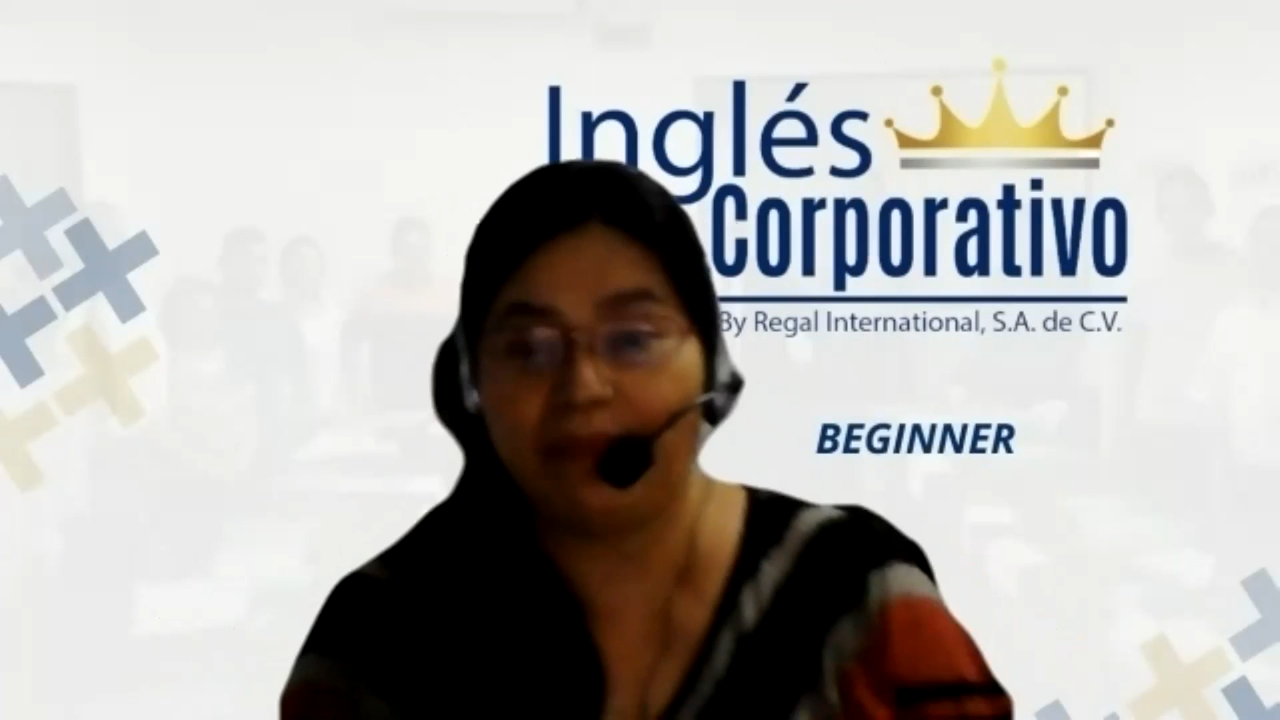 Inglés
Corporativo
By Regal International, S.A. de C.V.
BEGINNER